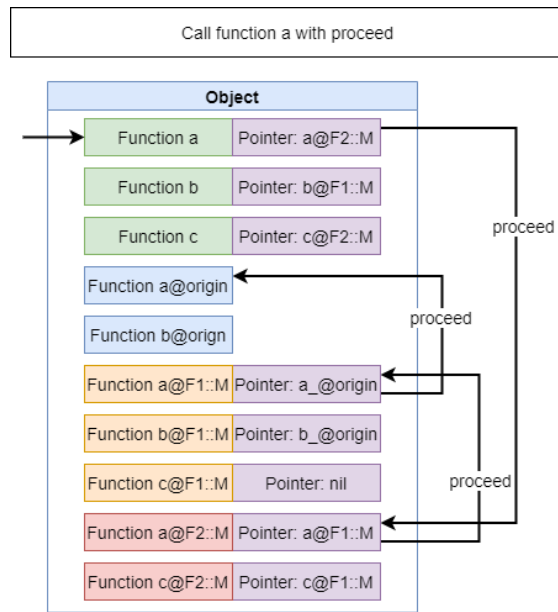 Call function a with proceed
Object
Function a Pointer: a@F2::M
Function b Pointer: b@F1::M
Function c Pointer: c@F2::M
proceed
Function a@origin
proceed
Function b@orign
Function a@F1::M Pointer: a_@origin
Function b@F1::M Pointer: b_@origin
Function c@F1::M Pointer: nil
proceed
Function a@F2::M Pointer: a@F1::M
Function c@F2::M Pointer: c@F1::M